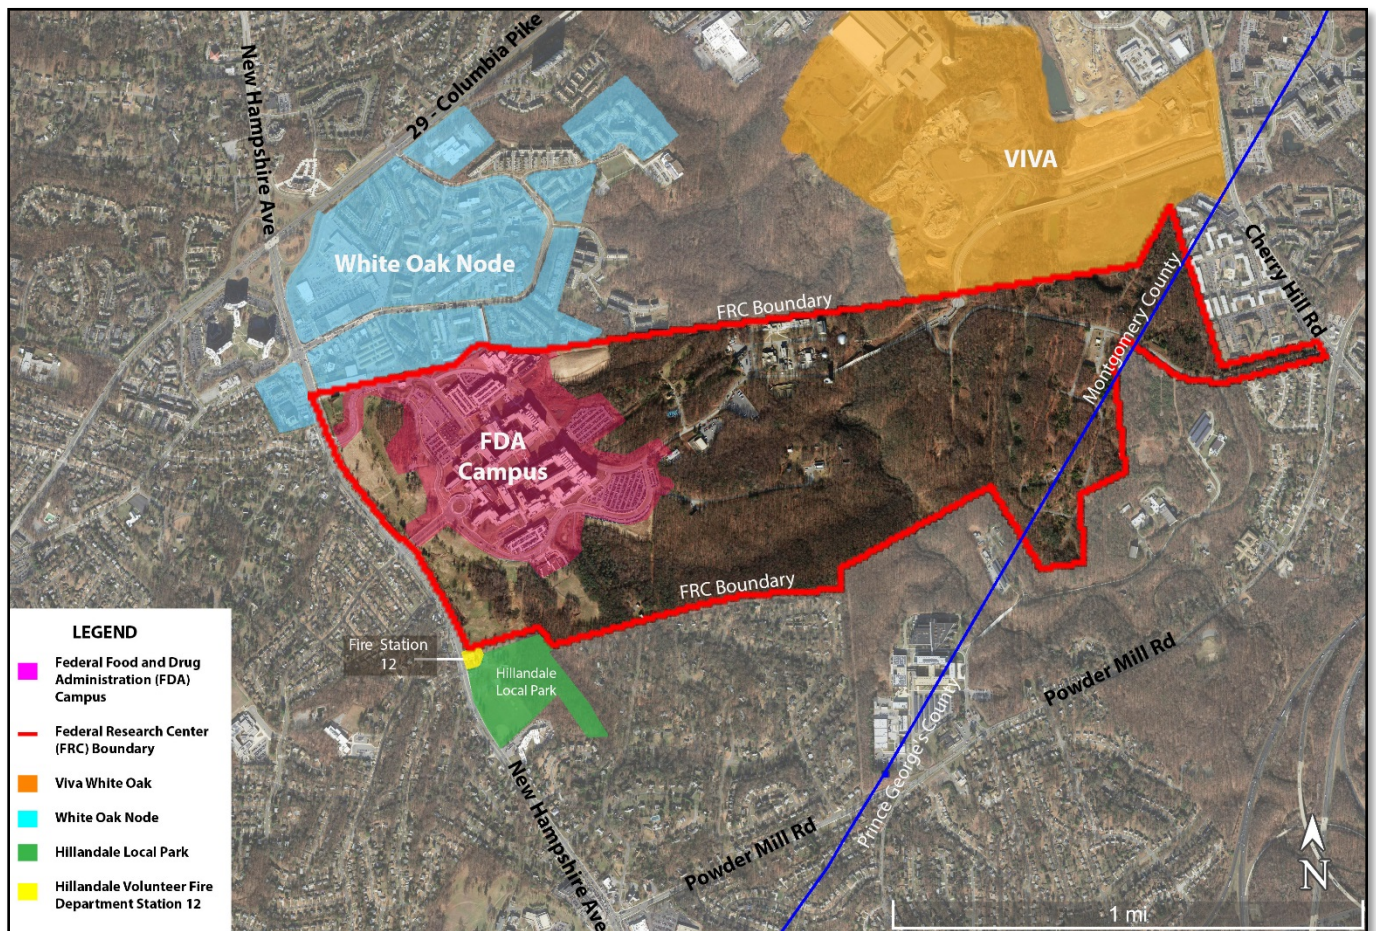 29 - Columbia Pike
New Hampshire Ave
VIVA
White Oak Node
Cherry Hill Rd
FRC Boundary
Montgomery County
FDA
Campus
FRC Boundary
Fire Station
12
Hillandale
Local Park
Powder Mill Rd
Prince George's County
New Hampshire Ave
Powder Mill Rd
N
1 mi
LEGEND
Federal Food and Drug
Administration (FDA)
Campus
Federal Research Center
(FRC) Boundary
Viva White Oak
White Oak Node
Hillandale Local Park
Hillandale Volunteer Fire
Department Station 12